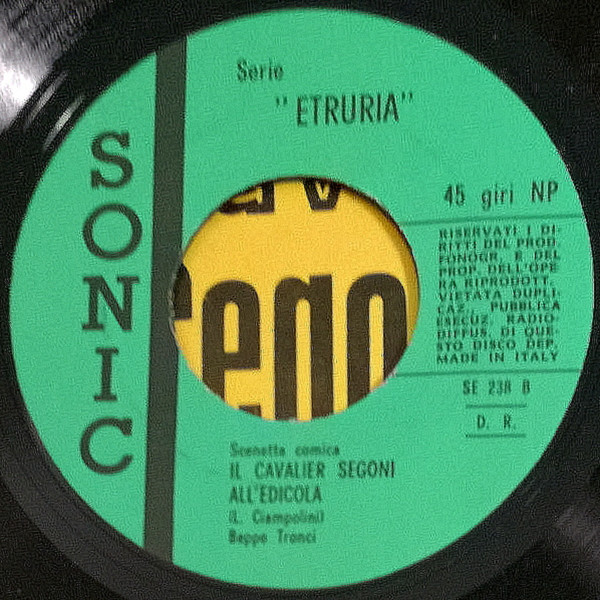 Serie
"ETRURIA"
SONIC
45 giri NP
RISERVATI I DI-
RITTI DEL PROD.
FONOGR. E DEL
PROP. DELL'OPE
RA RIPRODOTT.
VIETATA DUPLI-
CAZ. PUBBLICA
ESECUZ. RADIO-
DIFFUS. DI QUE-
STO DISCO DEP.
MADE IN ITALY
SE 238 B
D. R.
Scenetta comica
IL CAVALIER SEGONI
ALL'EDICOLA
(L. Ciampolini)
Beppe Tronci